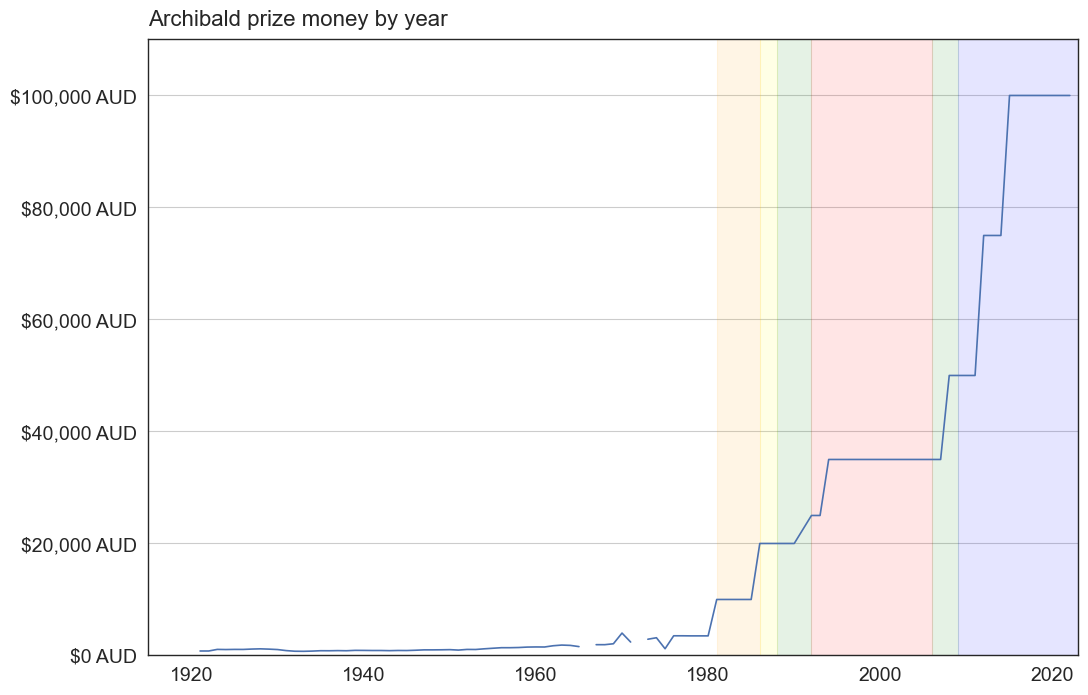 Archibald prize money by year
$100,000 AUD
$80,000 AUD
$60,000 AUD
$40,000 AUD
$20,000 AUD
$0 AUD
1920 1940 1960 1980 2000 2020